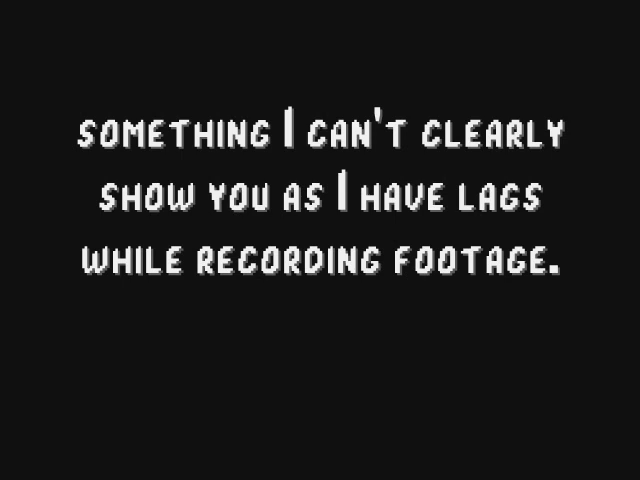 something I can't clearly
show you as I have lags
while recording footage.